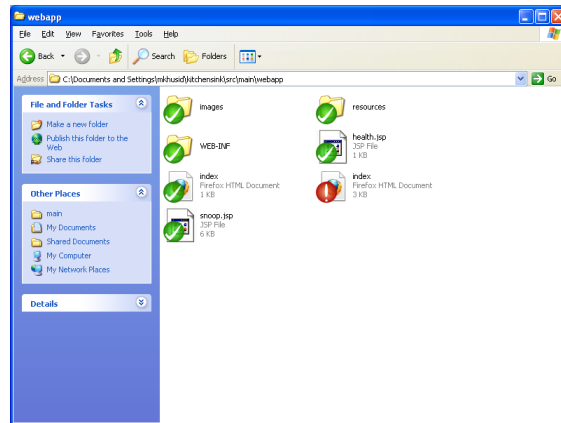 webapp
File Edit View Favorites Tools Help
Back Search Folders
Address C:\Documents and Settings\mkhusid\kitchensink\src\main\webapp Go
File and Folder Tasks
Make a new folder
Publish this folder to the
Web
Share this folder
Other Places
main
My Documents
Shared Documents
My Computer
My Network Places
Details
images
resources
WEB-INF
health.jsp
JSP File
1 KB
index
Firefox HTML Document
1 KB
index
Firefox HTML Document
3 KB
snoop.jsp
JSP File
6 KB